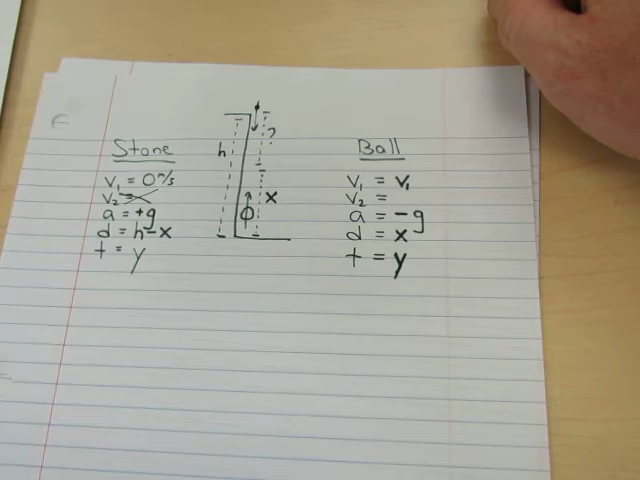 Stone
v₁ = 0 m/s
v₂ =
a = +g
d = h - x
t = y
h
?
x
Ball
v₁ = v₁
v₂ =
a = -g
d = x
t = y